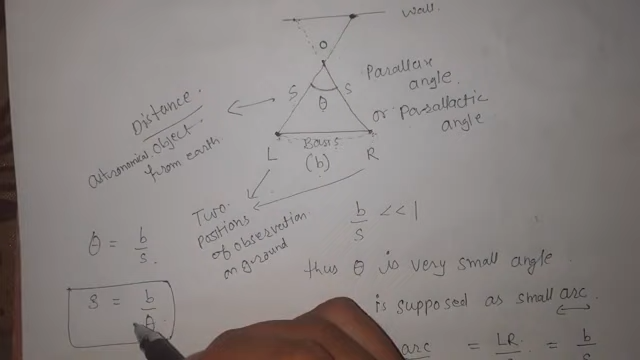 wall.
O
S
S
θ
Parallax
angle.
or Parallactic
angle
Distance.
astronomical object
from earth.
Basis
(b)
L
R
Two
positions
of observation
on ground
θ = b/s.
b/s <<1
thus θ is very small angle
is supposed as small arc.
s = b/θ
arc = LR = b/s